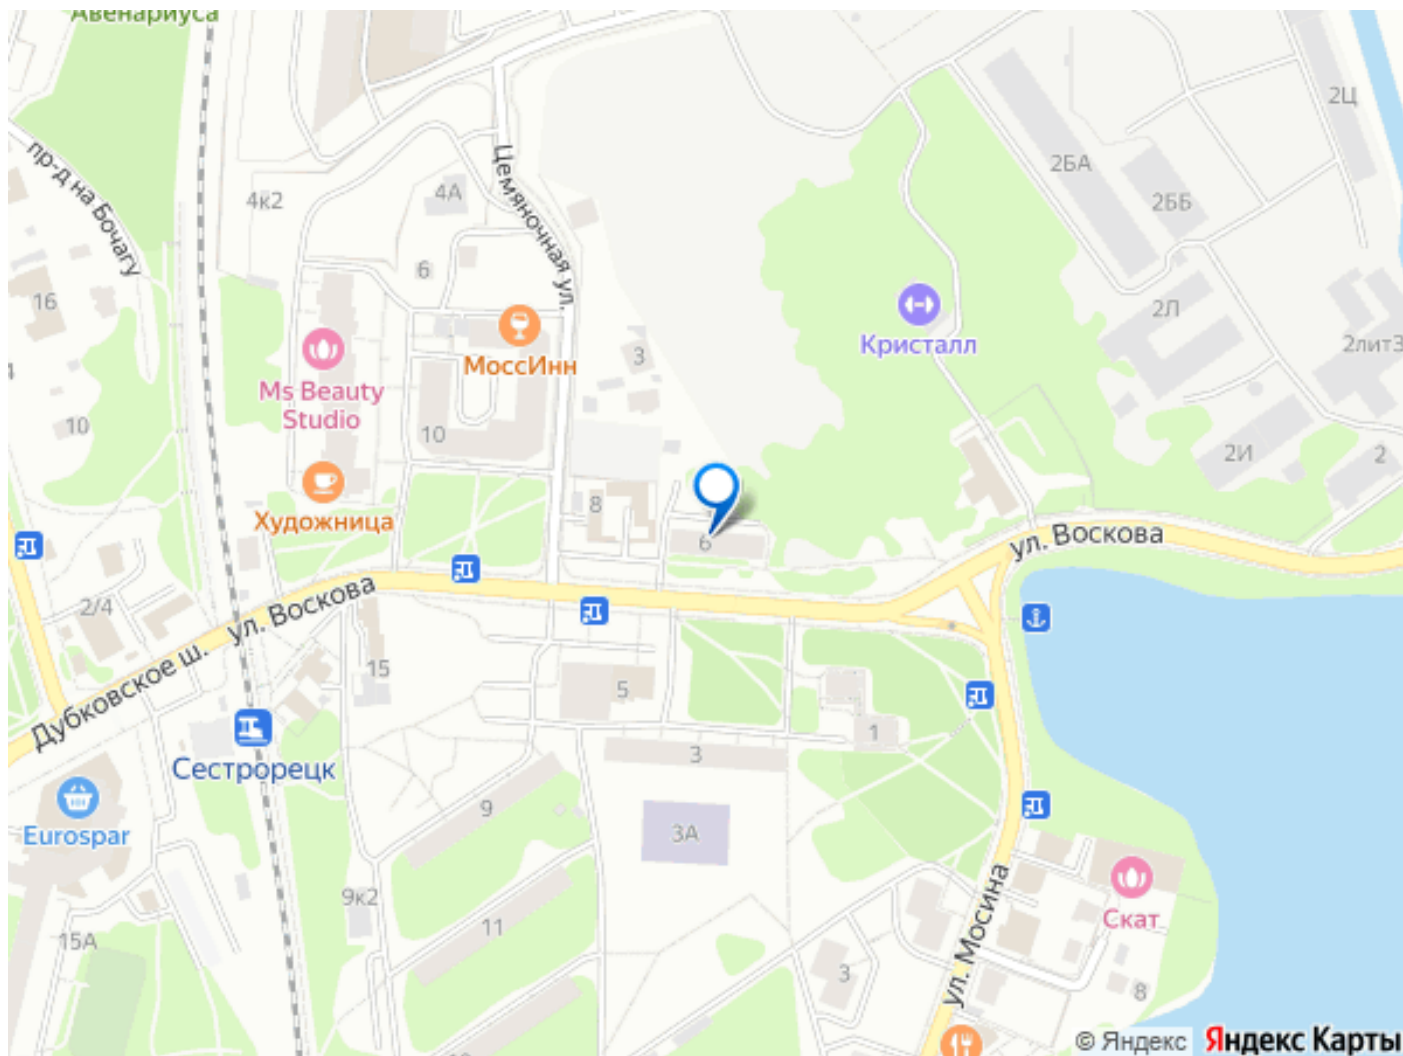 Авенариуса
2Ц
пр-д на Бочагу
4к2
4А
Цемяночная ул.
2БА
2ББ
6
16
МоссИнн
3
Кристалл
2Л
2лит3
Ms Beauty
Studio
10
10
2И
2
Художница
8
6
ул. Воскова
2/4
ул. Воскова
Дубковское ш.
15
5
1
3
Сестрорецк
Eurospar
9
3А
9к2
11
15А
Скат
ул. Мосина
3
8
© Яндекс
Яндекс Карты